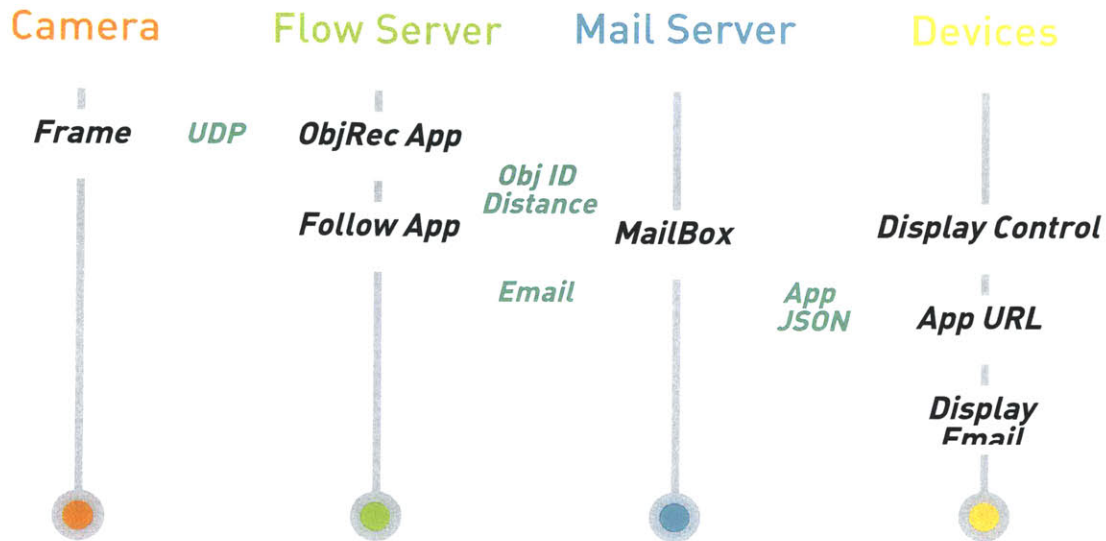 Camera Flow Server Mail Server Devices
Frame UDP ObjRec App
Obj ID
Distance
Follow App MailBox Display Control
Email App
JSON App URL
Display
Email